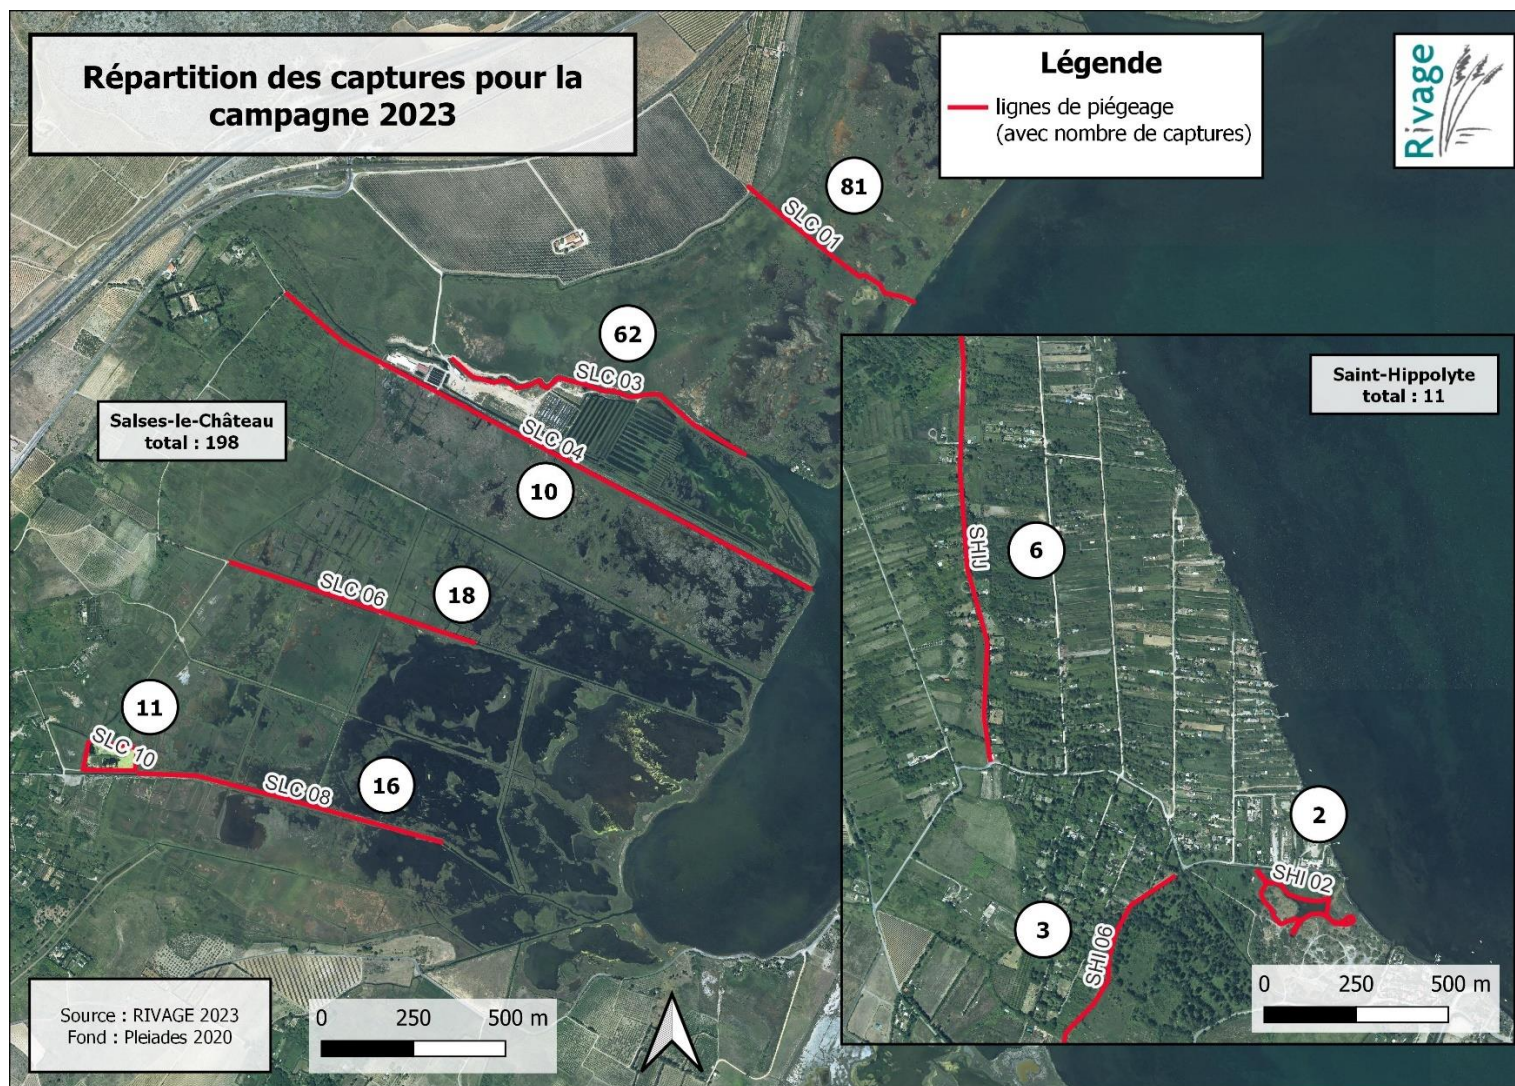 Répartition des captures pour la
campagne 2023
Légende
lignes de piégeage
(avec nombre de captures)
Rivage
81
SLC 01
62
SLC 03
Salses-le-Château
total : 198
SLC 04
10
SLC 06
18
11
SLC 10
SLC 08
16
Saint-Hippolyte
total : 11
SHIJ
6
2
SHI 02
3
SHI 06
0 250 500 m
Source : RIVAGE 2023
Fond : Pleiades 2020
0 250 500 m